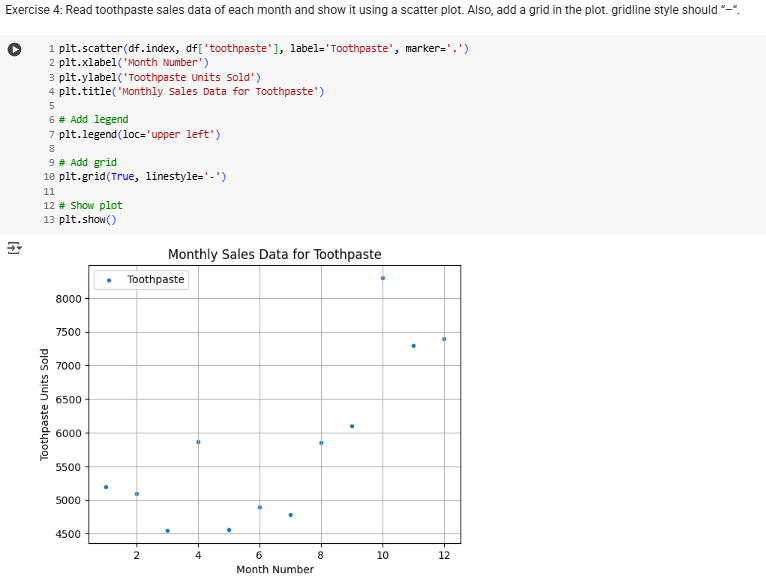 Exercise 4: Read toothpaste sales data of each month and show it using a scatter plot. Also, add a grid in the plot. gridline style should “–“.
1 plt.scatter(df.index, df['toothpaste'], label='Toothpaste', marker='.')
2 plt.xlabel('Month Number')
3 plt.ylabel('Toothpaste Units Sold')
4 plt.title('Monthly Sales Data for Toothpaste')
5
6 # Add legend
7 plt.legend(loc='upper left')
8
9 # Add grid
10 plt.grid(True, linestyle='-')
11
12 # Show plot
13 plt.show()
Monthly Sales Data for Toothpaste
Toothpaste
8000
7500
7000
6500
6000
5500
5000
4500
Toothpaste Units Sold
2 4 6 8 10 12
Month Number